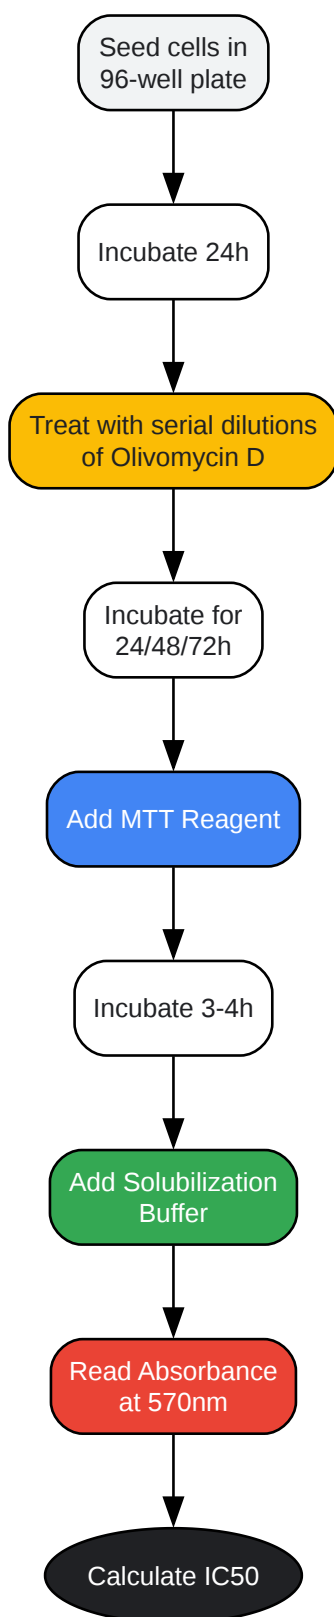 Seed cells in
96-well plate
Incubate 24h
Treat with serial dilutions
of Olivomycin D
Incubate for
24/48/72h
Add MTT Reagent
Incubate 3-4h
Add Solubilization
Buffer
Read Absorbance
at 570nm
Calculate IC50